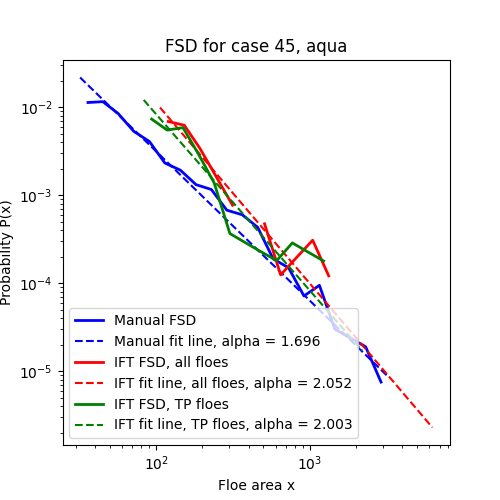 FSD for case 45, aqua
Probability P(x)
10⁻²
10⁻³
10⁻⁴
10⁻⁵
Manual FSD
Manual fit line, alpha = 1.696
IFT FSD, all floes
IFT fit line, all floes, alpha = 2.052
IFT FSD, TP floes
IFT fit line, TP floes, alpha = 2.003
10² 10³
Floe area x